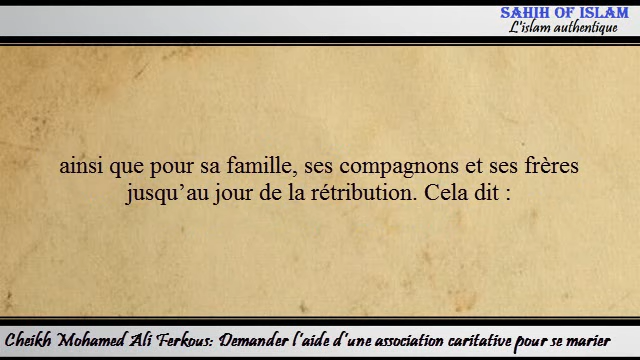 SAHIH OF ISLAM
L'islam authentique
ainsi que pour sa famille, ses compagnons et ses frères
jusqu'au jour de la rétribution. Cela dit :
Cheikh Mohamed Ali Ferkous: Demander l'aide d'une association caritative pour se marier